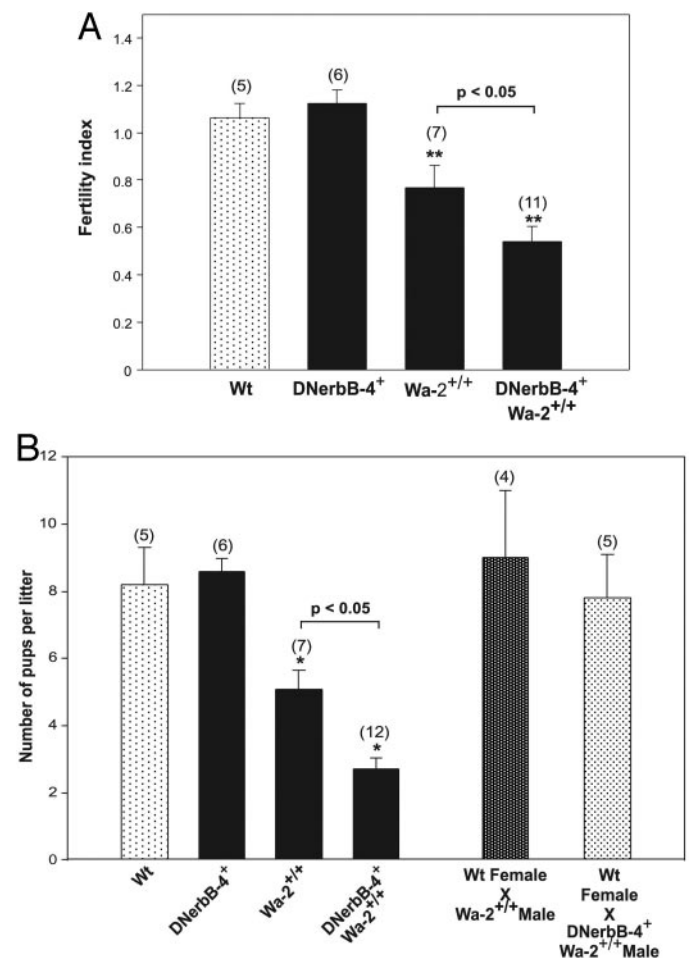 A
1.4
1.2
1.0
0.8
0.6
0.4
0.2
0
Fertility index
(5)
(6)
(7)
**
(11)
**
p < 0.05
Wt
DNerbB-4+
Wa-2+/+
DNerbB-4+
Wa-2+/+
B
12
10
8
6
4
2
0
Number of pups per litter
(5)
(6)
(7)
*
(12)
*
p < 0.05
(4)
(5)
Wt
DNerbB-4+
Wa-2+/+
DNerbB-4+
Wa-2+/+
Wt Female
X
Wa-2+/+Male
Wt
Female
X
DNerbB-4+
Wa-2+/+Male